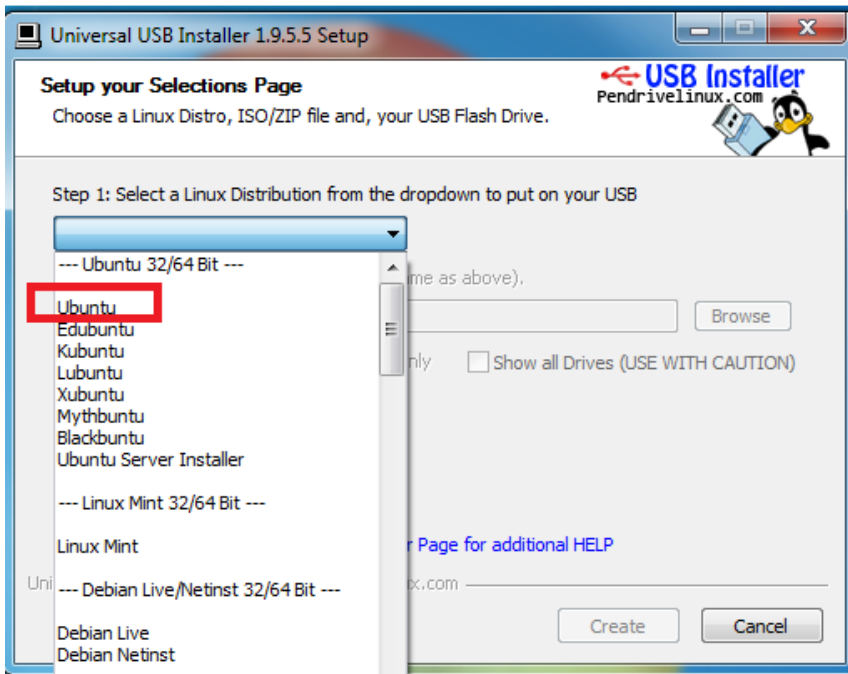 Universal USB Installer 1.9.5.5 Setup
Setup your Selections Page
Choose a Linux Distro, ISO/ZIP file and, your USB Flash Drive.
USB Installer
Pendrivelinux.com
Step 1: Select a Linux Distribution from the dropdown to put on your USB
--- Ubuntu 32/64 Bit ---
as above).
Ubuntu
Browse
Edubuntu
Kubuntu
Show all Drives (USE WITH CAUTION)
Lubuntu
Xubuntu
Mythbuntu
Blackbuntu
Ubuntu Server Installer
--- Linux Mint 32/64 Bit ---
Linux Mint
Page for additional HELP
--- Debian Live/Netinst 32/64 Bit ---
.com
Debian Live
Create
Cancel
Debian Netinst